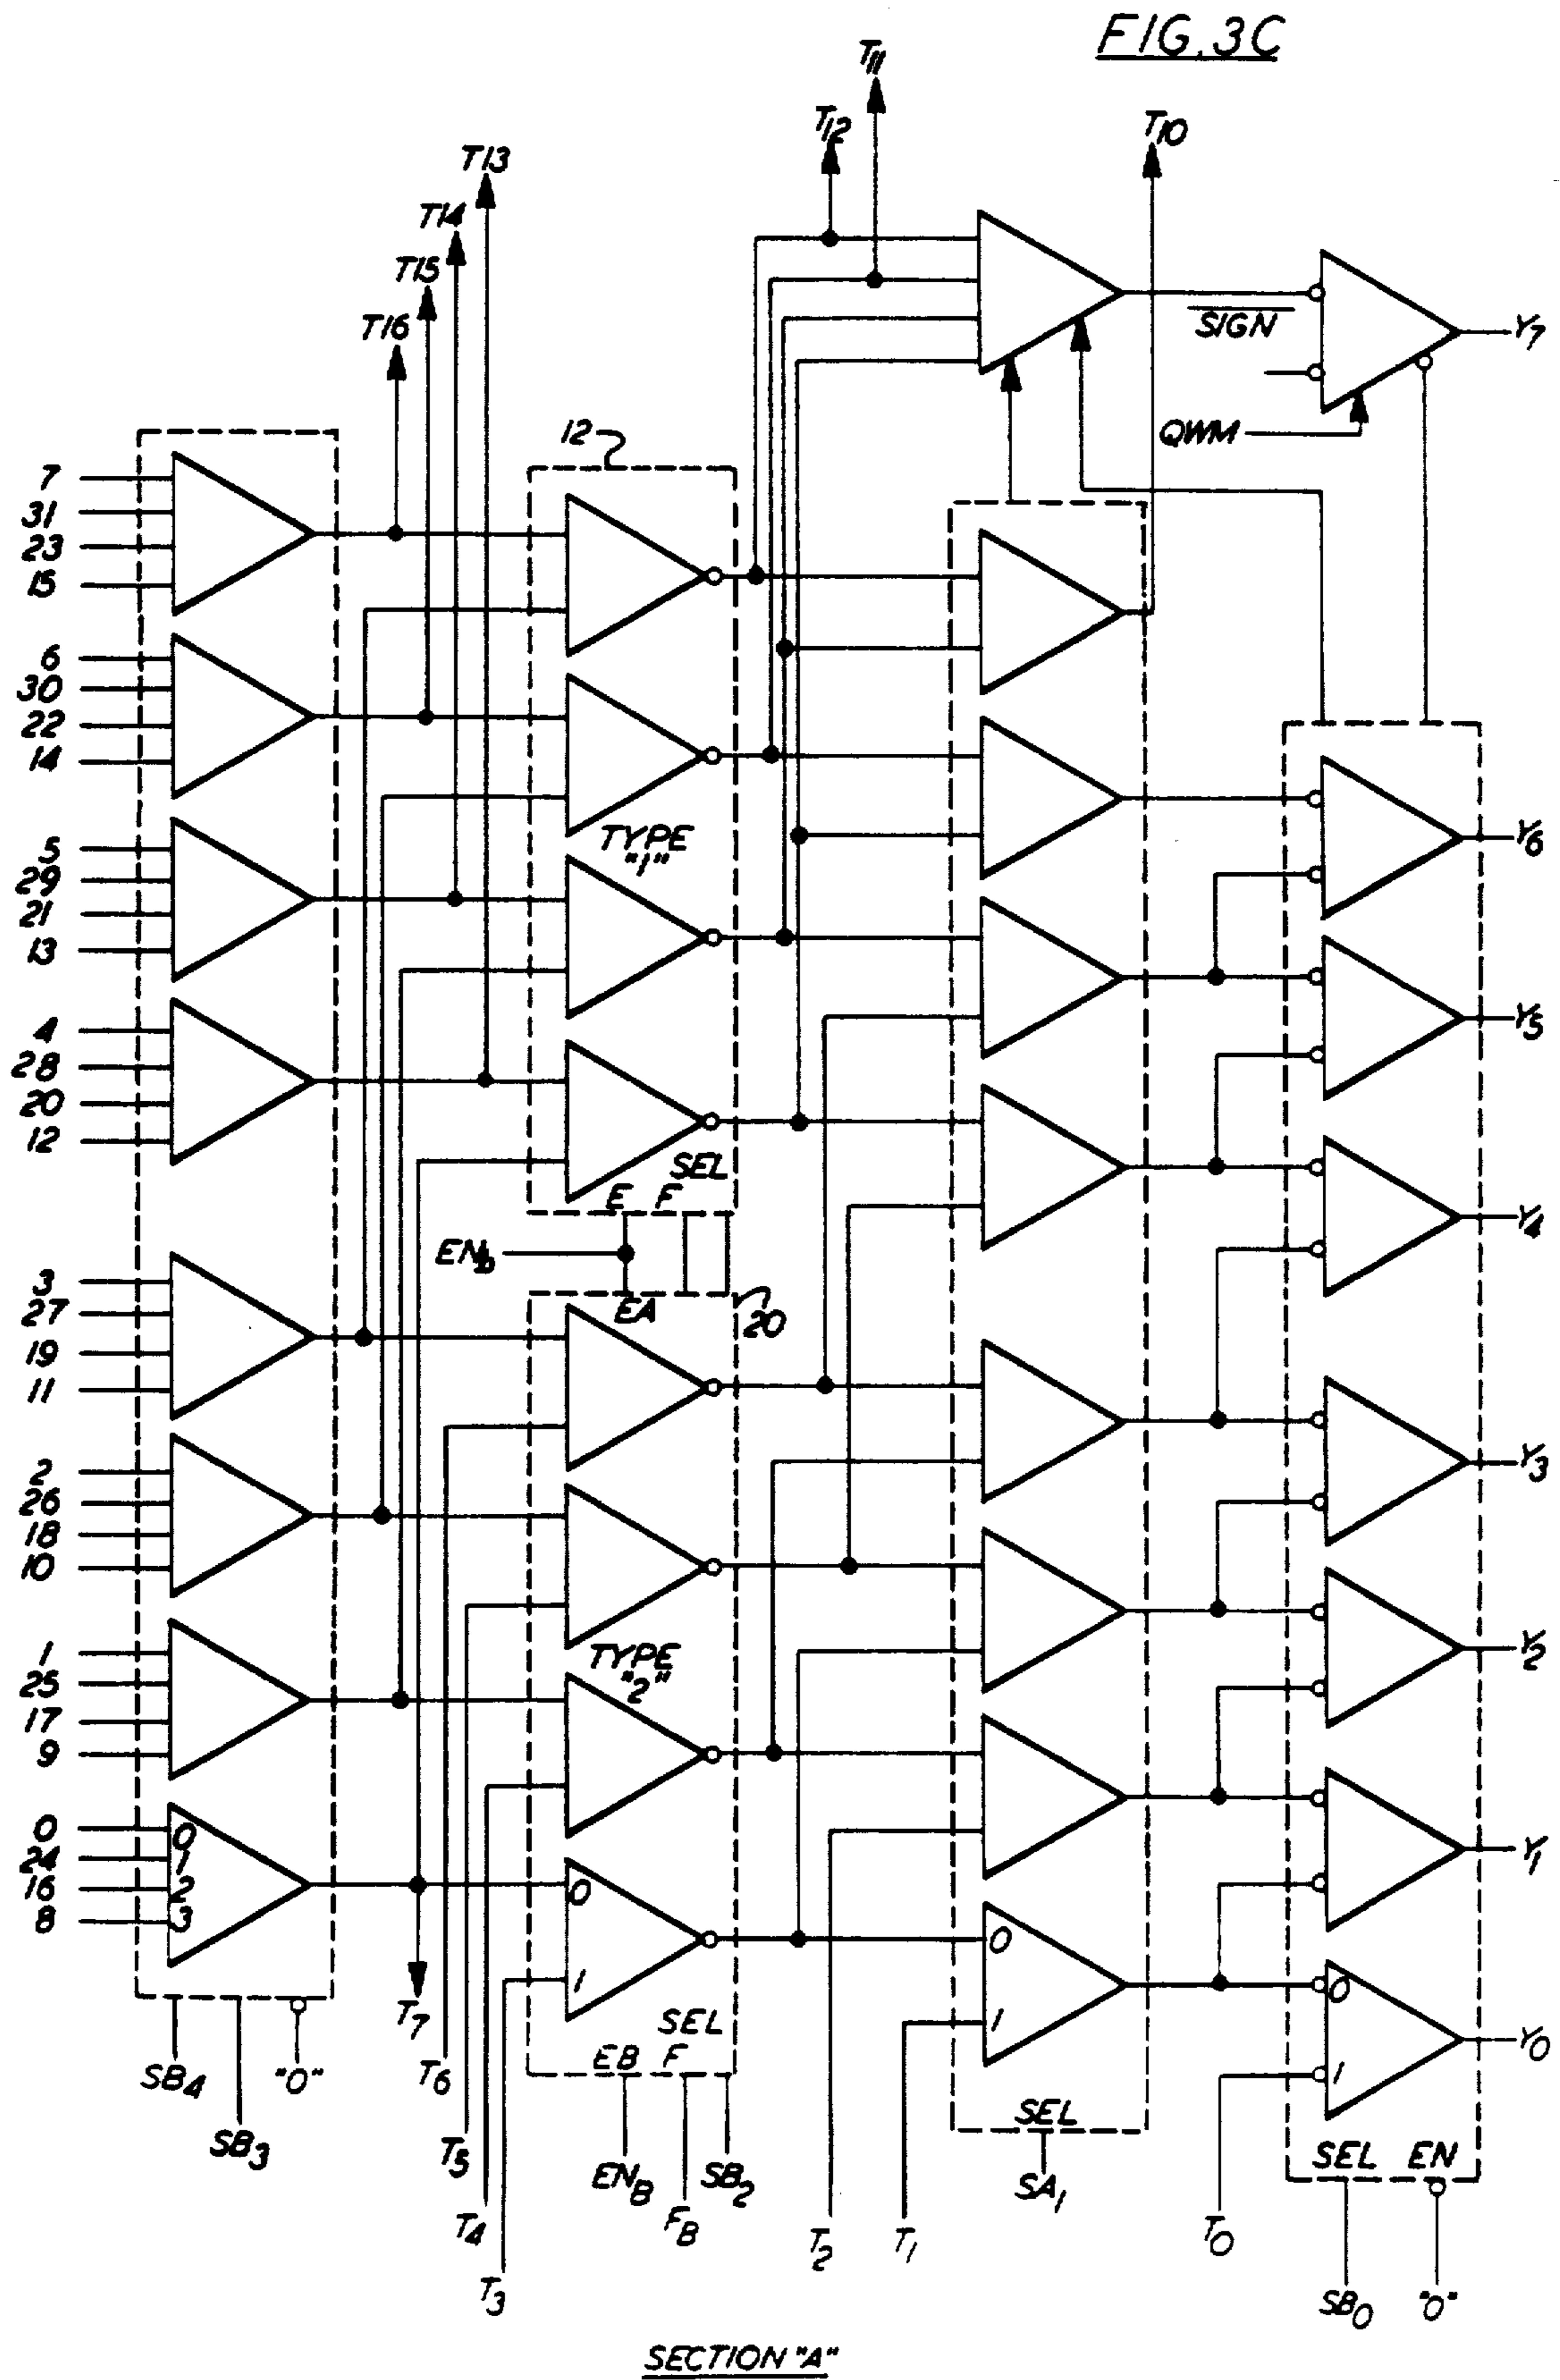 FIG. 3C
T11
T12
T10
T13
T14
T15
T16
SIGN
Y7
QWM
12
7
31
23
15
6
30
22
14
TYPE
"1"
Y6
5
29
21
13
Y5
4
28
20
12
SEL
E F
Y4
ENb
EA
20
3
27
19
11
Y3
2
26
18
10
TYPE
"2"
Y2
1
25
17
9
Y1
0
24
16
8
0
1
2
3
0
1
0
1
0
1
Y0
SEL
EB F
T7
T6
T5
T4
T3
SB4
SB3
"0"
ENB
FB
SB2
T2
T1
SEL
SA1
T0
SEL EN
SB0
"0"
SECTION "A"